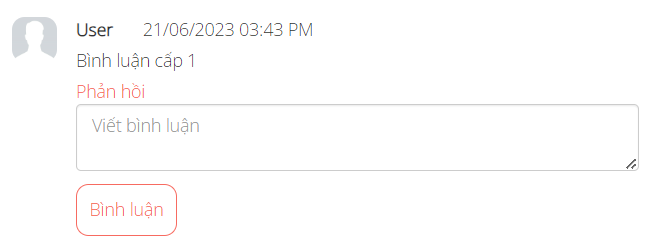 User 21/06/2023 03:43 PM
Bình luận cấp 1
Phản hồi
Viết bình luận
Bình luận